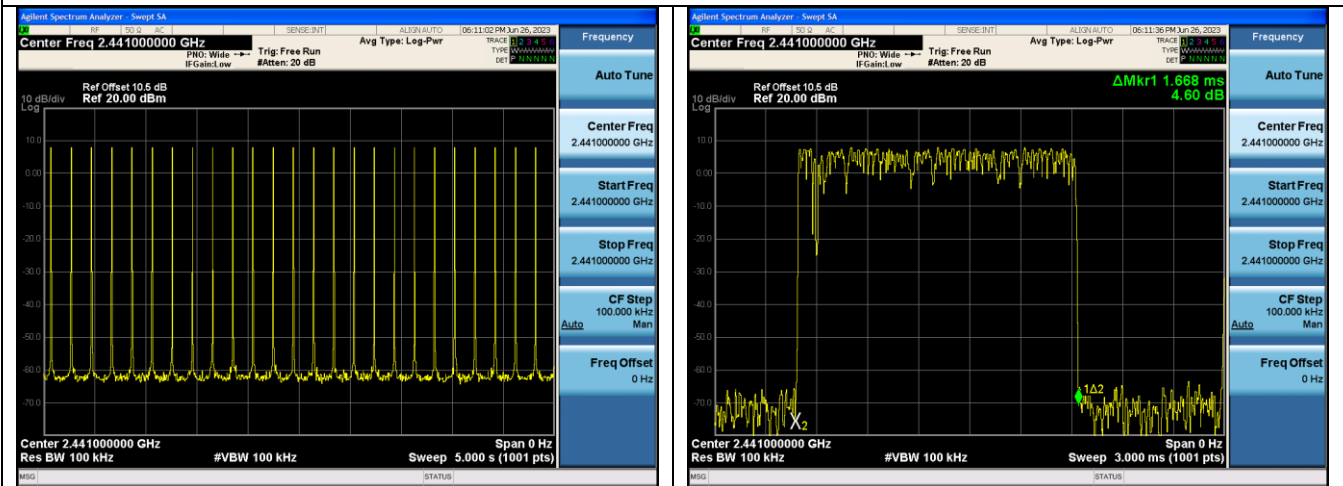 Agilent Spectrum Analyzer - Swept SA
RF 50 Ω AC SENSE:INT ALIGNAUTO 06:11:02 PM Jun 26, 2023
Center Freq 2.441000000 GHz
PNO: Wide
IFGain:Low
Trig: Free Run
#Atten: 20 dB
Avg Type: Log-Pwr
TRACE 1 2 3 4 5 6
TYPE
DET P N N N N N
Ref Offset 10.5 dB
10 dB/div Ref 20.00 dBm
Log
10.0
0.00
-10.0
-20.0
-30.0
-40.0
-50.0
-60.0
-70.0
Center 2.441000000 GHz Span 0 Hz
Res BW 100 kHz #VBW 100 kHz Sweep 5.000 s (1001 pts)
MSG STATUS
Frequency
Auto Tune
Center Freq
2.441000000 GHz
Start Freq
2.441000000 GHz
Stop Freq
2.441000000 GHz
CF Step
100.000 kHz
Auto Man
Freq Offset
0 Hz
Agilent Spectrum Analyzer - Swept SA
RF 50 Ω AC SENSE:INT ALIGNAUTO 06:11:36 PM Jun 26, 2023
Center Freq 2.441000000 GHz
PNO: Wide
IFGain:Low
Trig: Free Run
#Atten: 20 dB
Avg Type: Log-Pwr
TRACE 1 2 3 4 5 6
TYPE
DET P N N N N N
ΔMkr1 1.668 ms
4.60 dB
Ref Offset 10.5 dB
10 dB/div Ref 20.00 dBm
Log
10.0
0.00
-10.0
-20.0
-30.0
-40.0
-50.0
-60.0
-70.0
1Δ2
X2
Center 2.441000000 GHz Span 0 Hz
Res BW 100 kHz #VBW 100 kHz Sweep 3.000 ms (1001 pts)
MSG STATUS
Frequency
Auto Tune
Center Freq
2.441000000 GHz
Start Freq
2.441000000 GHz
Stop Freq
2.441000000 GHz
CF Step
100.000 kHz
Auto Man
Freq Offset
0 Hz